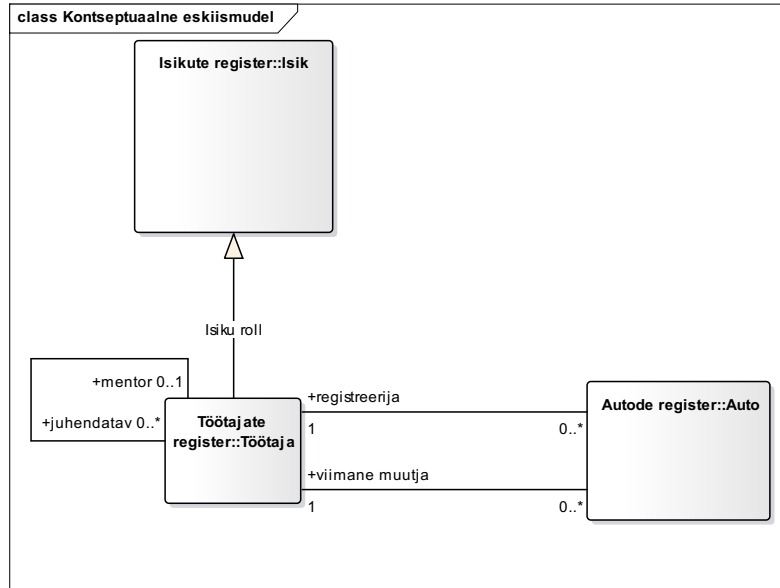 class Kontseptuaalne eskiismudel
Isikute register::Isik
Isiku roll
+mentor 0..1
+juhendatav 0..*
Töötajate
register::Töötaja
+registreerija
1
0..*
+viimane muutja
1
0..*
Autode register::Auto